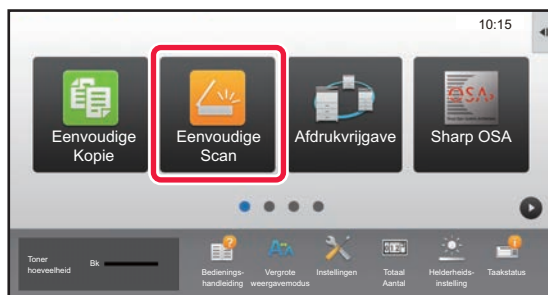 10:15
Eenvoudige
Kopie
Eenvoudige
Scan
Afdrukvrijgave
Sharp OSA
OSA
Toner
hoeveelheid
Bk
Bedienings-
handleiding
Vergrote
weergavemodus
Instellingen
Totaal
Aantal
Helderheids-
instelling
Taakstatus